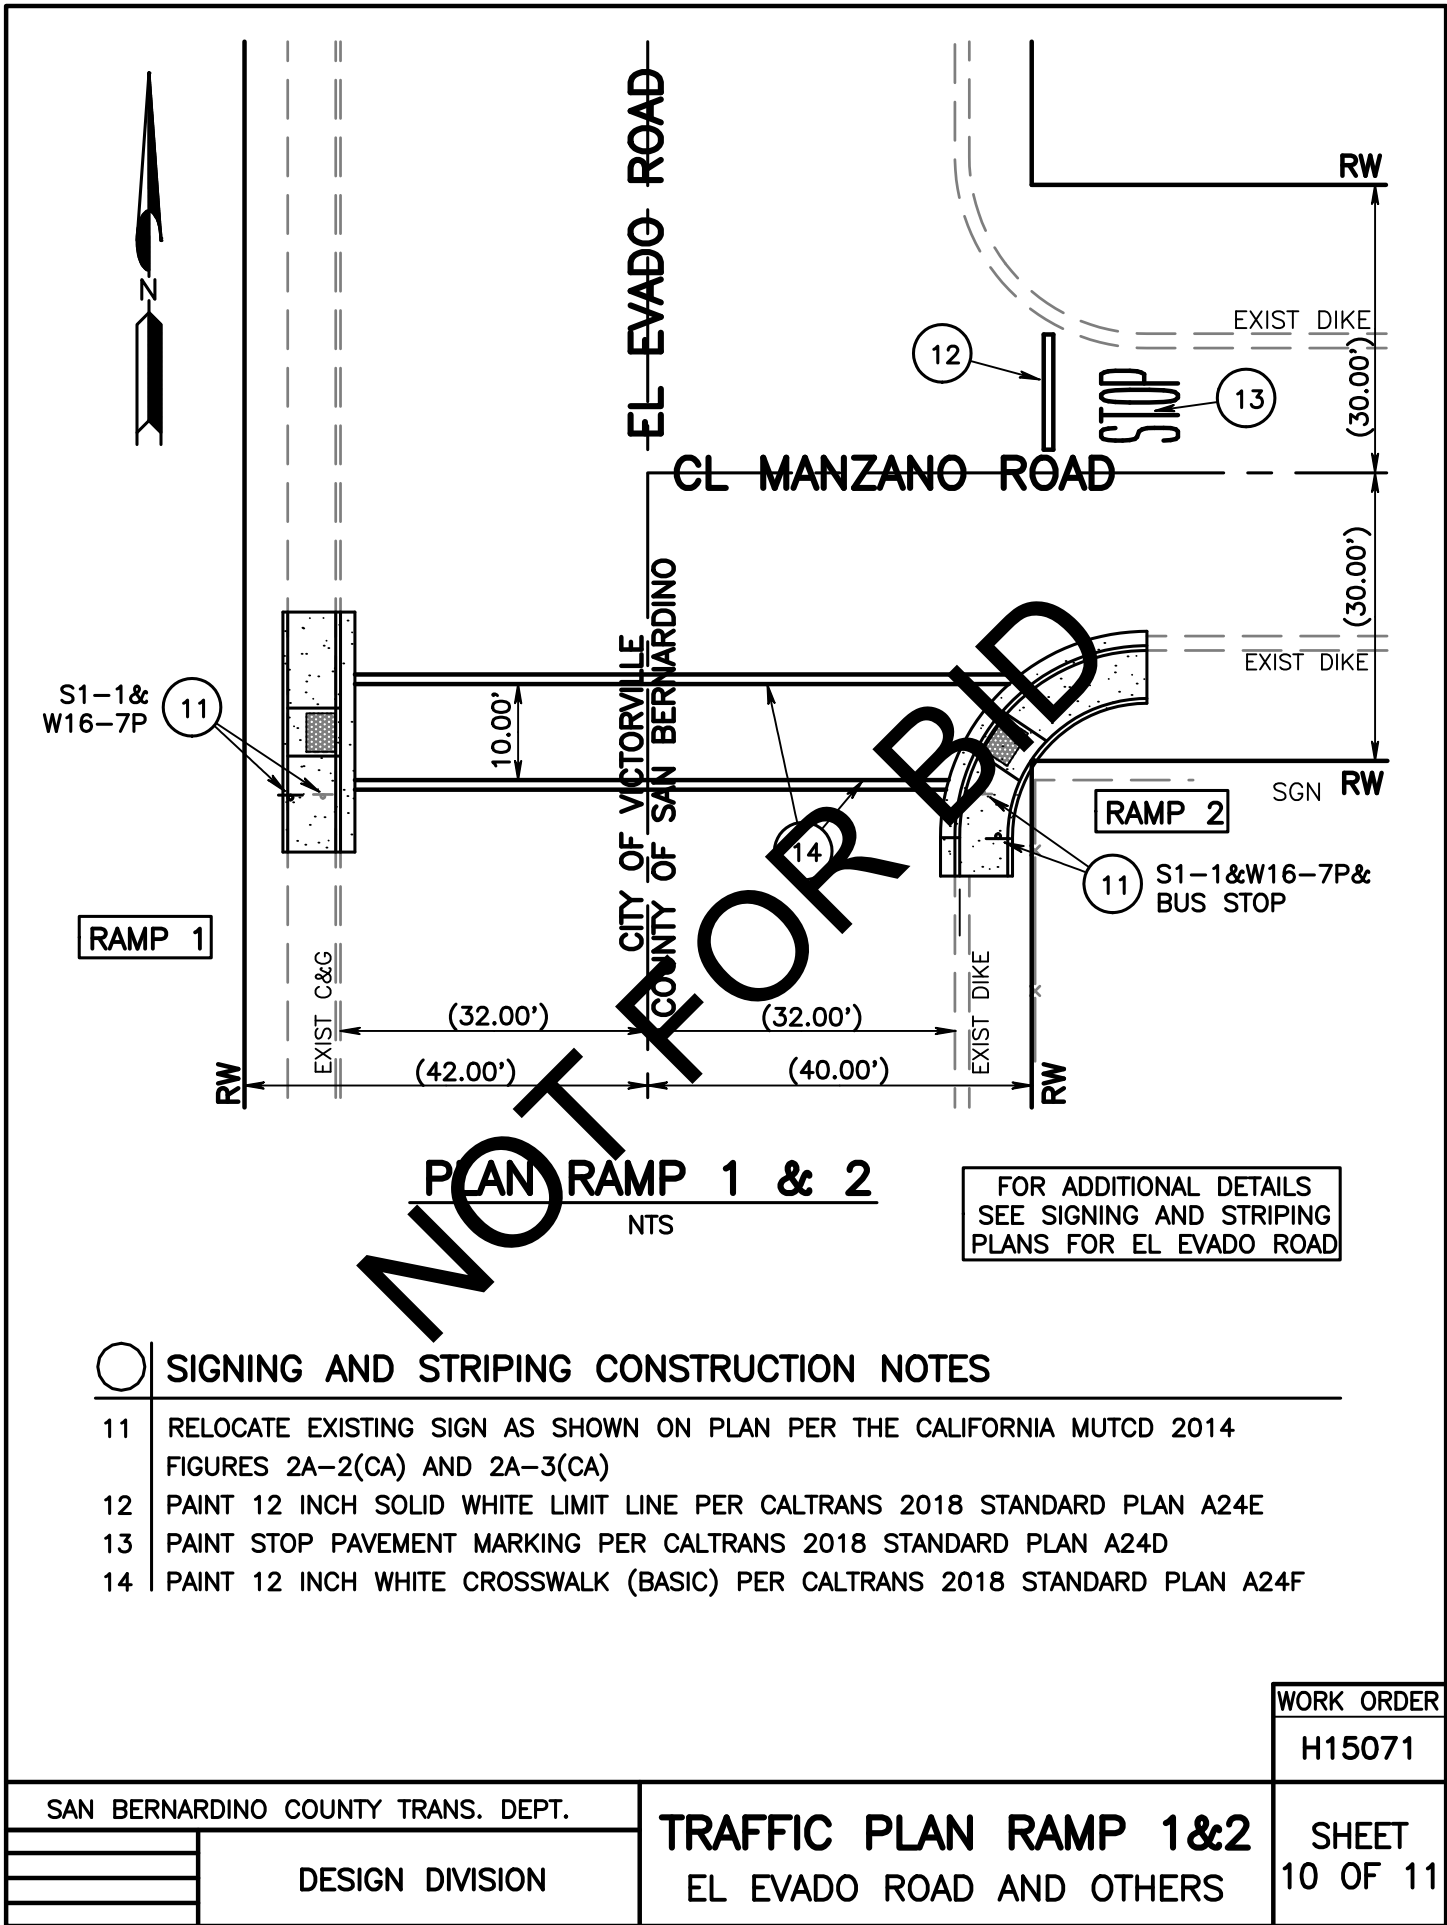 EL EVADO ROAD
N
RW
EXIST DIKE
(30.00')
12
STOP
13
CL MANZANO ROAD
(30.00')
EXIST DIKE
S1-1&
W16-7P
11
10.00'
CITY OF VICTORVILLE
COUNTY OF SAN BERNARDINO
SGN
RW
RAMP 2
14
11
S1-1&W16-7P&
BUS STOP
RAMP 1
EXIST C&G
(32.00')
(32.00')
EXIST DIKE
RW
(42.00')
(40.00')
RW
NOT FOR BID
PLAN RAMP 1 & 2
NTS
FOR ADDITIONAL DETAILS
SEE SIGNING AND STRIPING
PLANS FOR EL EVADO ROAD
SIGNING AND STRIPING CONSTRUCTION NOTES
11 RELOCATE EXISTING SIGN AS SHOWN ON PLAN PER THE CALIFORNIA MUTCD 2014
FIGURES 2A-2(CA) AND 2A-3(CA)
12 PAINT 12 INCH SOLID WHITE LIMIT LINE PER CALTRANS 2018 STANDARD PLAN A24E
13 PAINT STOP PAVEMENT MARKING PER CALTRANS 2018 STANDARD PLAN A24D
14 PAINT 12 INCH WHITE CROSSWALK (BASIC) PER CALTRANS 2018 STANDARD PLAN A24F
WORK ORDER
H15071
SAN BERNARDINO COUNTY TRANS. DEPT.
DESIGN DIVISION
TRAFFIC PLAN RAMP 1&2
EL EVADO ROAD AND OTHERS
SHEET
10 OF 11